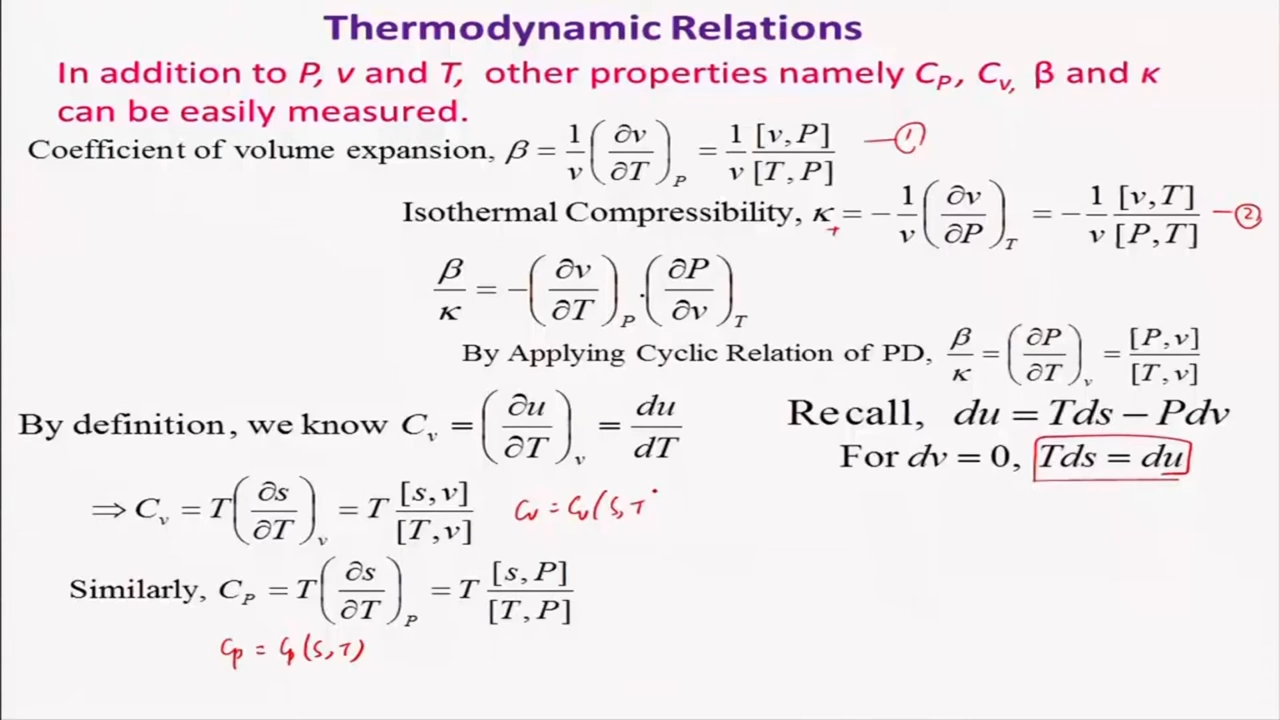 Thermodynamic Relations
In addition to P, v and T, other properties namely C_P, C_v, β and κ
can be easily measured.
Coefficient of volume expansion, β = 1/v (∂v/∂T)_P = 1/v [v,P]/[T,P] —①
Isothermal Compressibility, κ_T = −1/v (∂v/∂P)_T = −1/v [v,T]/[P,T] —②
β/κ = −(∂v/∂T)_P . (∂P/∂v)_T
By Applying Cyclic Relation of PD, β/κ = (∂P/∂T)_v = [P,v]/[T,v]
By definition, we know C_v = (∂u/∂T)_v = du/dT
Recall, du = Tds − Pdv
For dv = 0, Tds = du
⇒ C_v = T(∂s/∂T)_v = T [s,v]/[T,v]
Cv = Cv(S,T
Similarly, C_P = T(∂s/∂T)_P = T [s,P]/[T,P]
Cp = Cp(S,T)